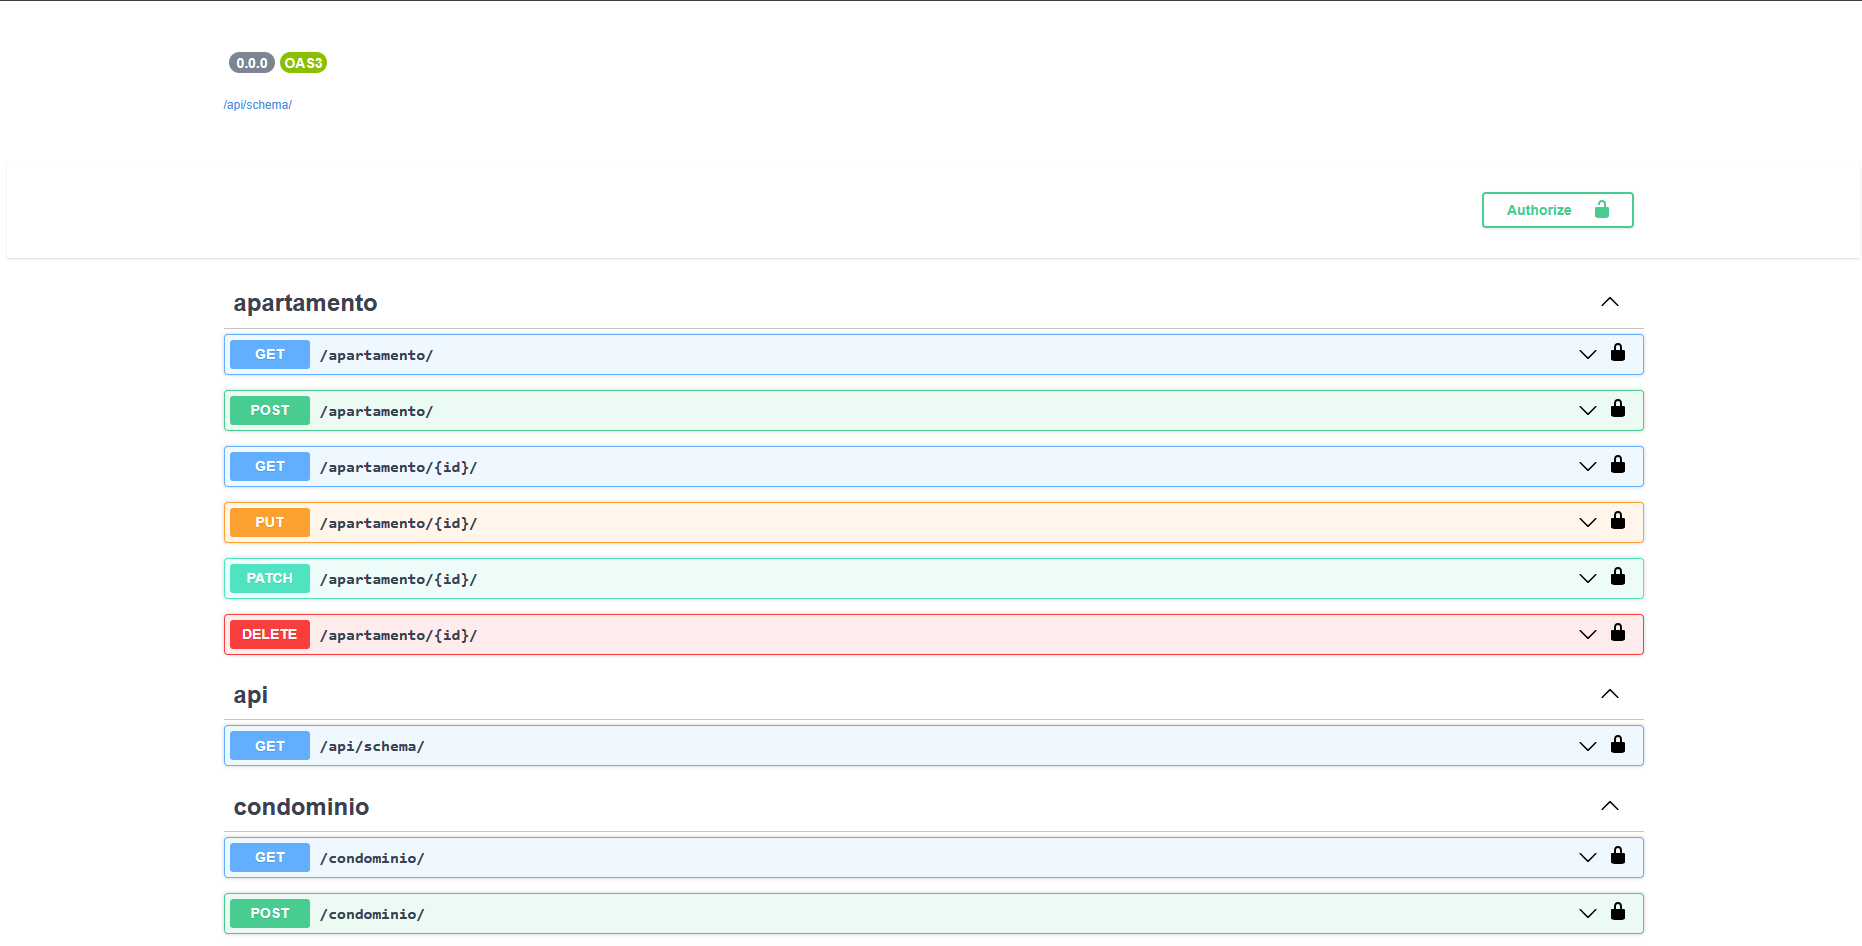 0.0.0 OAS3
/api/schema/
Authorize
apartamento
GET /apartamento/
POST /apartamento/
GET /apartamento/{id}/
PUT /apartamento/{id}/
PATCH /apartamento/{id}/
DELETE /apartamento/{id}/
api
GET /api/schema/
condominio
GET /condominio/
POST /condominio/